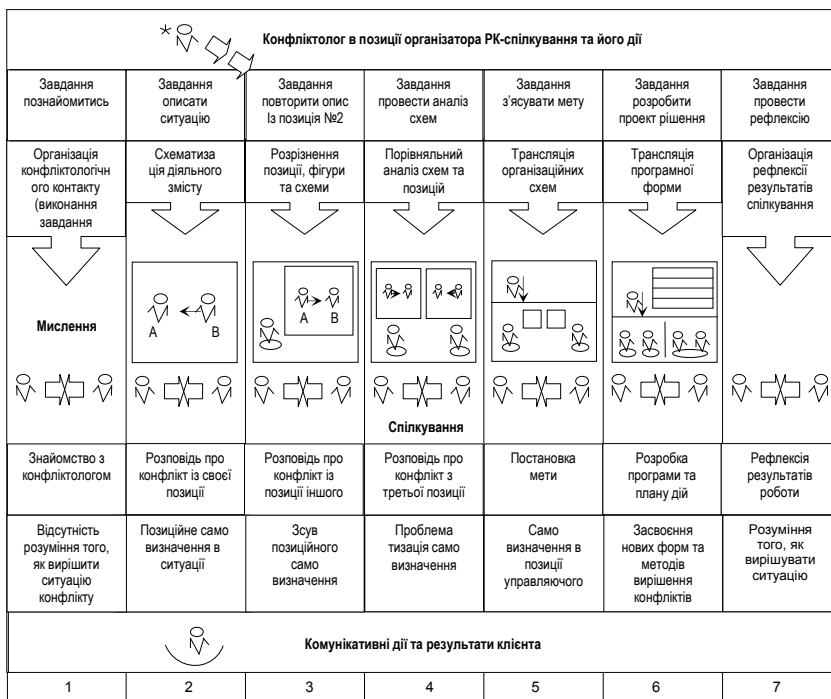 *
Конфліктолог в позиції організатора РК-спілкування та його дії
Завдання
познайомитись
Завдання
описати
ситуацію
Завдання
повторити опис
Із позиція №2
Завдання
провести аналіз
схем
Завдання
з'ясувати мету
Завдання
розробити
проект рішення
Завдання
провести
рефлексію
Організація
конфліктологічн
ого контакту
(виконання
завдання
Схематиза
ція діяльного
змісту
Розрізнення
позиції, фігури
та схеми
Порівняльний
аналіз схем та
позицій
Трансляція
організаційних
схем
Трансляція
програмної
форми
Організація
рефлексії
результатів
спілкування
Мислення
А В
А В
Спілкування
Знайомство з
конфліктологом
Розповідь про
конфлікт із своєї
позиції
Розповідь про
конфлікт із
позиції іншого
Розповідь про
конфлікт з
третьої позиції
Постановка
мети
Розробка
програми та
плану дій
Рефлексія
результатів
роботи
Відсутність
розуміння того,
як вирішити
ситуацію
конфлікту
Позиційне само
визначення в
ситуації
Зсув
позиційного
само
визначення
Проблема
тизація само
визначення
Само
визначення в
позиції
управляючого
Засвоєння
нових форм та
методів
вирішення
конфліктів
Розуміння
того, як
вирішувати
ситуацію
Комунікативні дії та результати клієнта
1 2 3 4 5 6 7